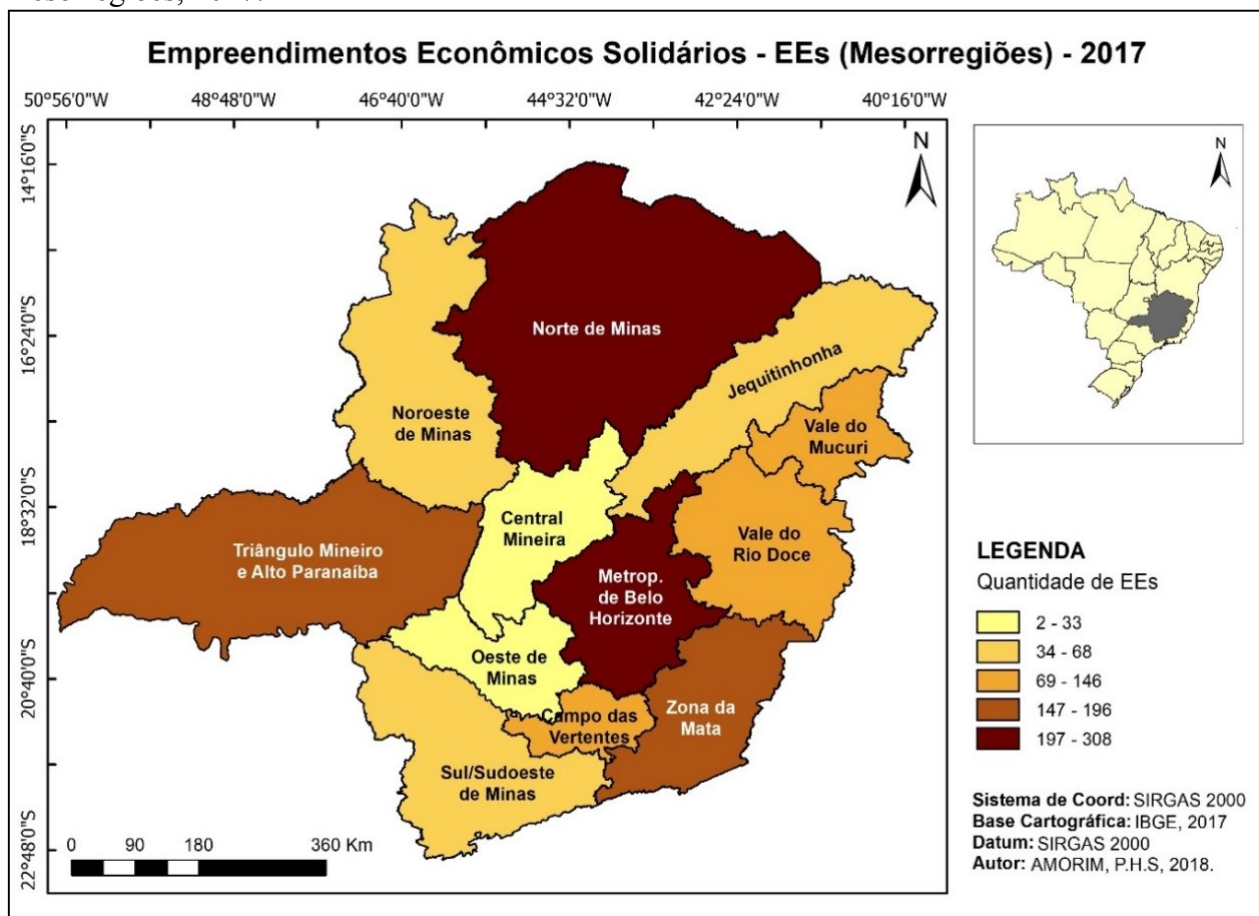 Empreendimentos Econômicos Solidários - EEs (Mesorregiões) - 2017
50°56'0"W 48°48'0"W 46°40'0"W 44°32'0"W 42°24'0"W 40°16'0"W
14°16'0"S
16°24'0"S
18°32'0"S
20°40'0"S
22°48'0"S
N
Norte de Minas
Jequitinhonha
Noroeste
de Minas
Vale do
Mucuri
Central
Mineira
Vale do
Rio Doce
Triângulo Mineiro
e Alto Paranaíba
Metrop.
de Belo
Horizonte
Oeste de
Minas
Campo das
Vertentes
Zona da
Mata
Sul/Sudoeste
de Minas
0 90 180 360 Km
N
LEGENDA
Quantidade de EEs
2 - 33
34 - 68
69 - 146
147 - 196
197 - 308
Sistema de Coord: SIRGAS 2000
Base Cartográfica: IBGE, 2017
Datum: SIRGAS 2000
Autor: AMORIM, P.H.S, 2018.